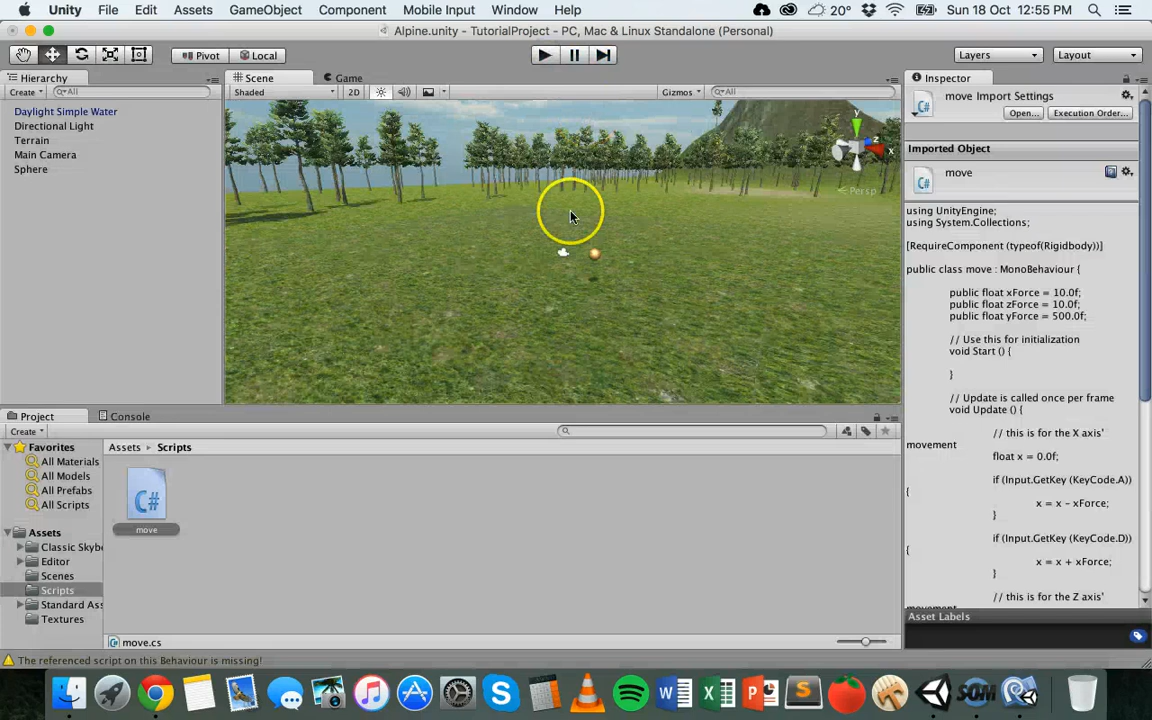 Unity File Edit Assets GameObject Component Mobile Input Window Help 20° Sun 18 Oct 12:55 PM
Alpine.unity - TutorialProject - PC, Mac & Linux Standalone (Personal)
Pivot Local Layers Layout
Hierarchy
Create All
Daylight Simple Water
Directional Light
Terrain
Main Camera
Sphere
Scene Game
Shaded 2D Gizmos All
y
z
x
Persp
Inspector
move Import Settings
Open... Execution Order...
Imported Object
move
using UnityEngine;
using System.Collections;
[RequireComponent (typeof(Rigidbody))]
public class move : MonoBehaviour {
public float xForce = 10.0f;
public float zForce = 10.0f;
public float yForce = 500.0f;
// Use this for initialization
void Start () {
}
// Update is called once per frame
void Update () {
// this is for the X axis'
movement
float x = 0.0f;
if (Input.GetKey (KeyCode.A))
{
x = x - xForce;
}
if (Input.GetKey (KeyCode.D))
{
x = x + xForce;
}
// this is for the Z axis'
movement
Asset Labels
Project Console
Create
Favorites
All Materials
All Models
All Prefabs
All Scripts
Assets
Classic Skyb
Editor
Scenes
Scripts
Standard Ass
Textures
Assets Scripts
C#
move
move.cs
The referenced script on this Behaviour is missing!